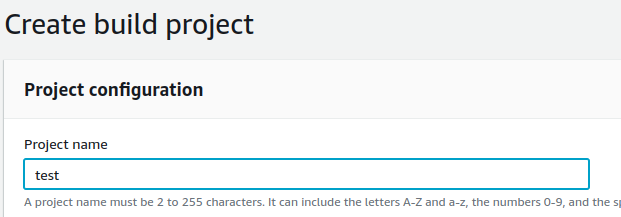 Create build project
Project configuration
Project name
test
A project name must be 2 to 255 characters. It can include the letters A-Z and a-z, the numbers 0-9, and the